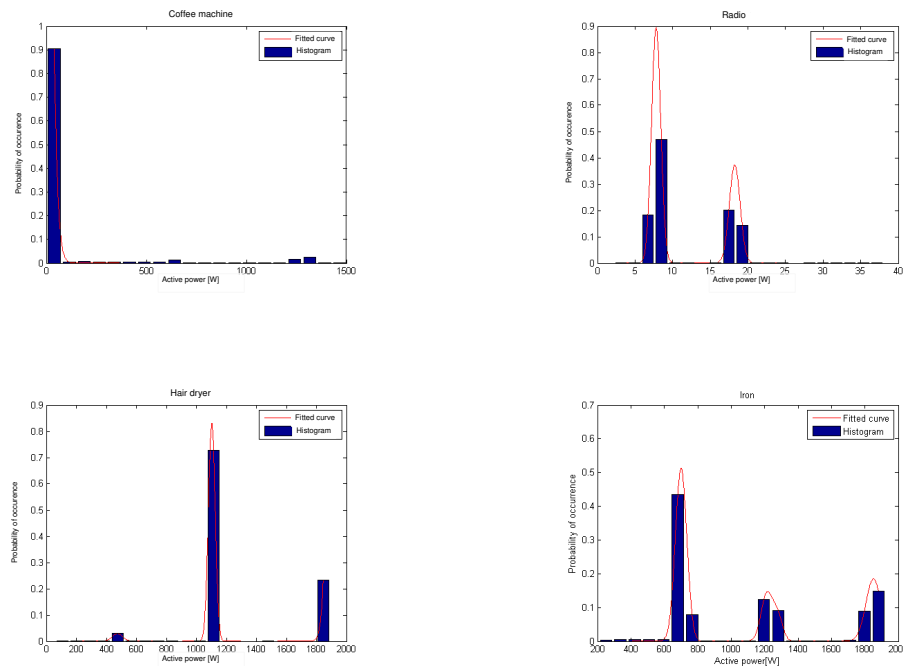 Coffee machine
1
0.9
0.8
0.7
0.6
0.5
0.4
0.3
0.2
0.1
0
Probability of occurence
Fitted curve
Histogram
0 500 1000 1500
Active power [W]
Radio
0.9
0.8
0.7
0.6
0.5
0.4
0.3
0.2
0.1
0
Probability of occurence
Fitted curve
Histogram
0 5 10 15 20 25 30 35 40
Active power [W]
Hair dryer
0.9
0.8
0.7
0.6
0.5
0.4
0.3
0.2
0.1
0
Probability of occurence
Fitted curve
Histogram
0 200 400 600 800 1000 1200 1400 1600 1800 2000
Active power [W]
Iron
0.7
0.6
0.5
0.4
0.3
0.2
0.1
0
Probability of occurrence
Fitted curve
Histogram
200 400 600 800 1000 1200 1400 1600 1800 2000
Active power[W]